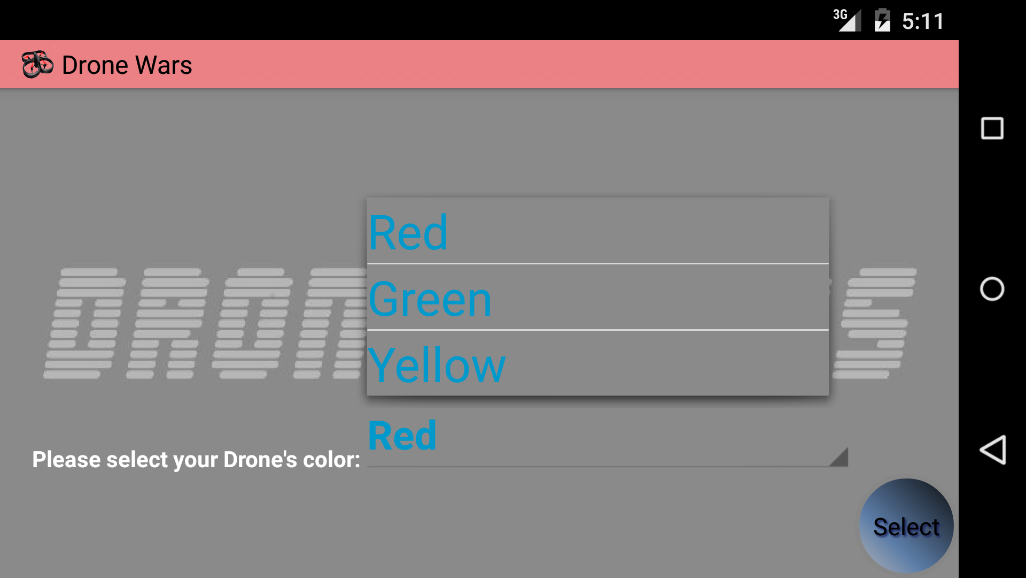 3G 5:11
Drone Wars
Red
Green
Yellow
Red
Please select your Drone's color:
Select